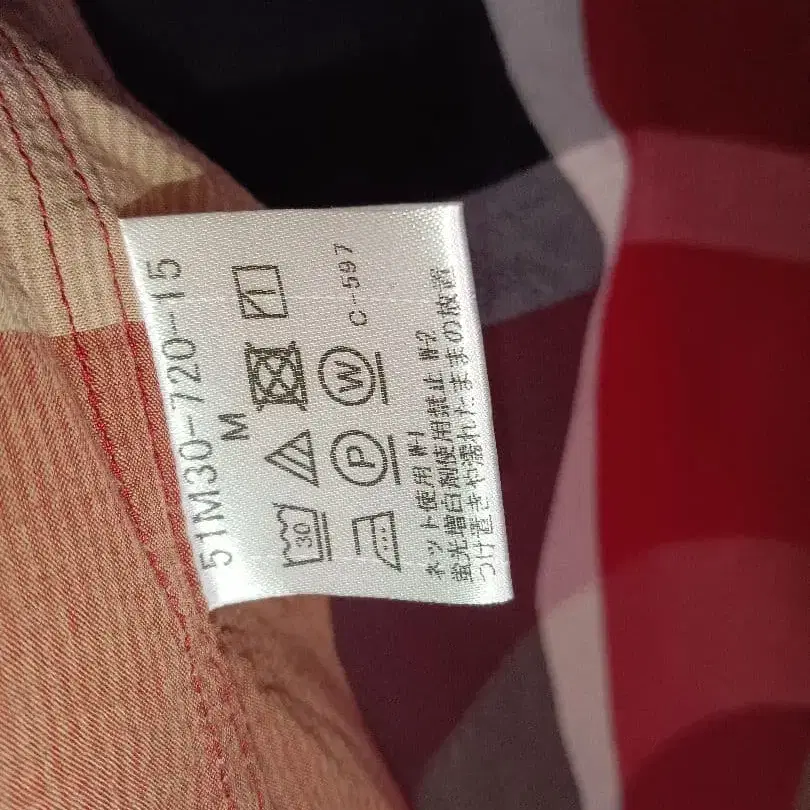 51M30-720-15
M
30
P W C-597
ネット使用 W-1
蛍光増白剤使用禁止 W-2
つけ置きや濡れたままの放置